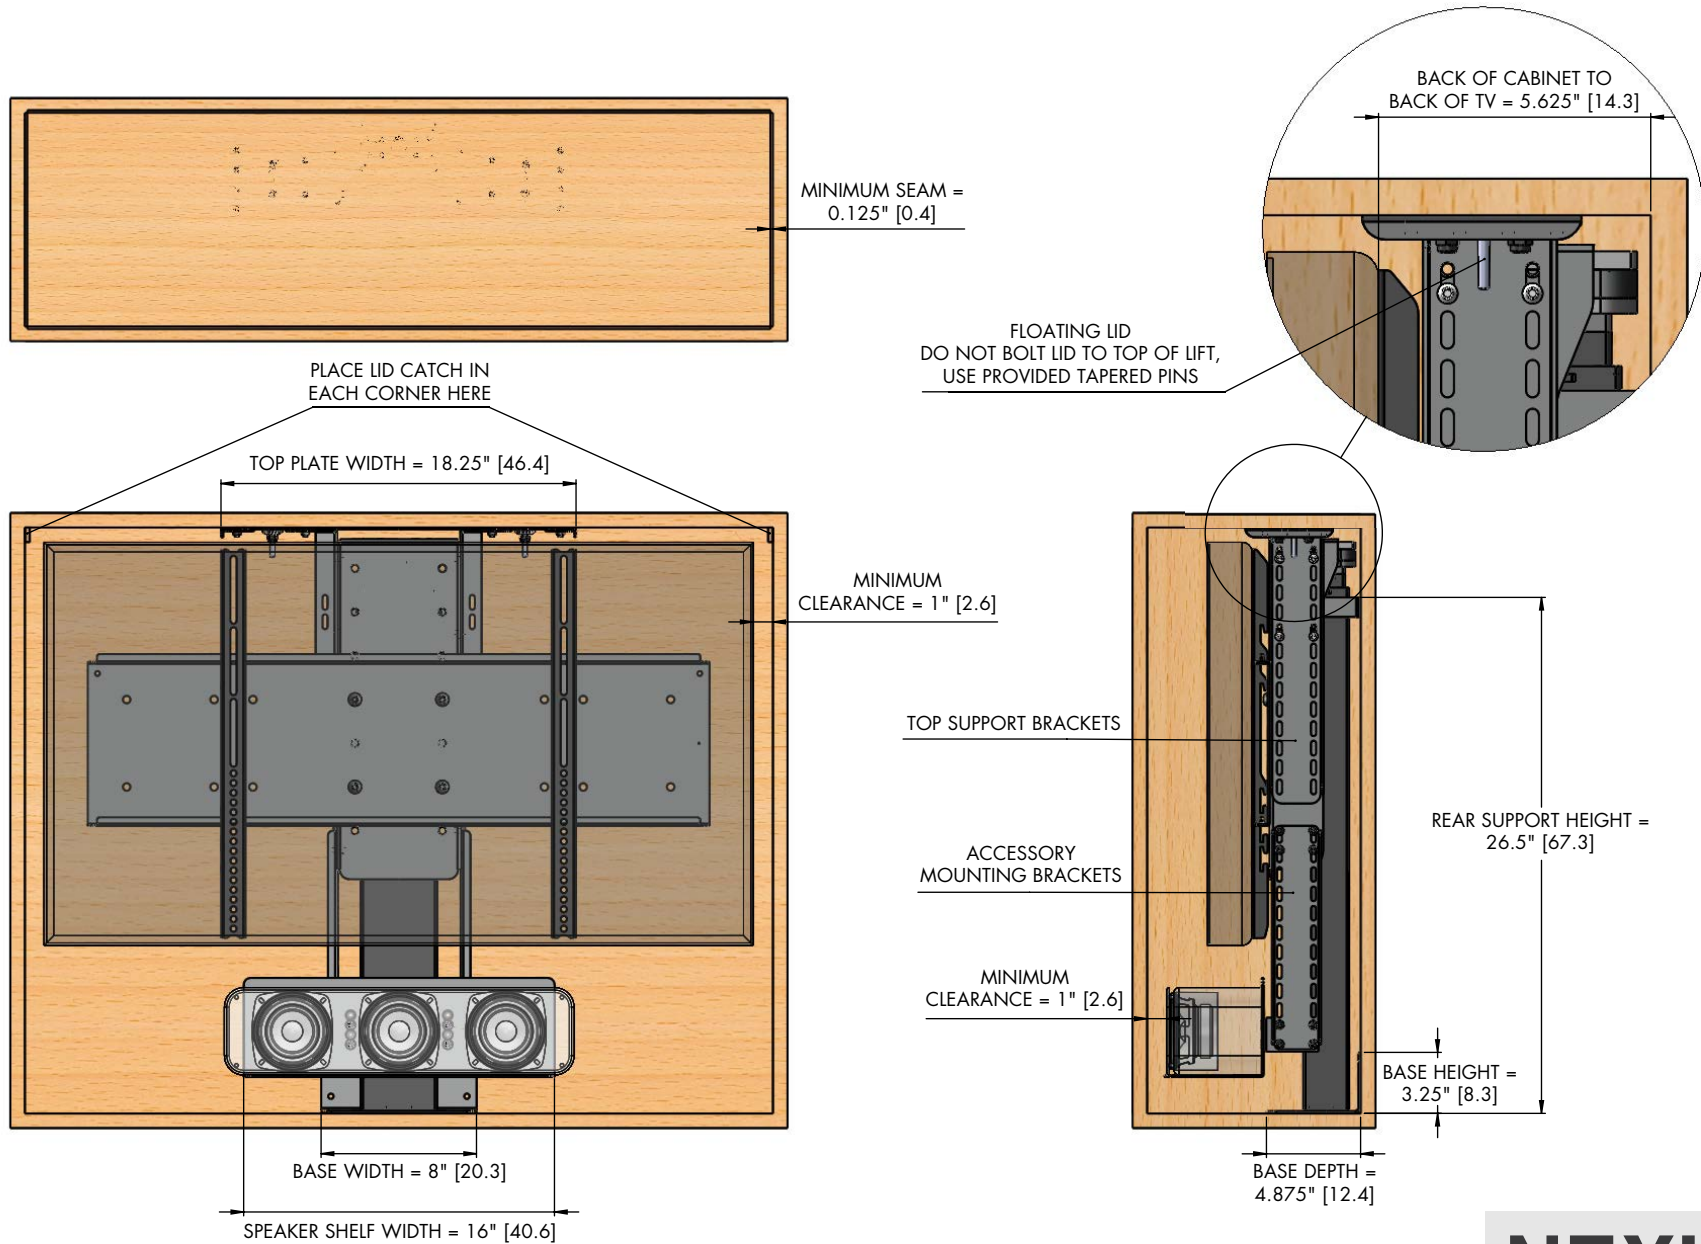 BACK OF CABINET TO
BACK OF TV = 5.625" [14.3]
MINIMUM SEAM =
0.125" [0.4]
FLOATING LID
DO NOT BOLT LID TO TOP OF LIFT,
USE PROVIDED TAPERED PINS
PLACE LID CATCH IN
EACH CORNER HERE
TOP PLATE WIDTH = 18.25" [46.4]
MINIMUM
CLEARANCE = 1" [2.6]
TOP SUPPORT BRACKETS
REAR SUPPORT HEIGHT =
26.5" [67.3]
ACCESSORY
MOUNTING BRACKETS
MINIMUM
CLEARANCE = 1" [2.6]
BASE HEIGHT =
3.25" [8.3]
BASE WIDTH = 8" [20.3]
BASE DEPTH =
4.875" [12.4]
SPEAKER SHELF WIDTH = 16" [40.6]